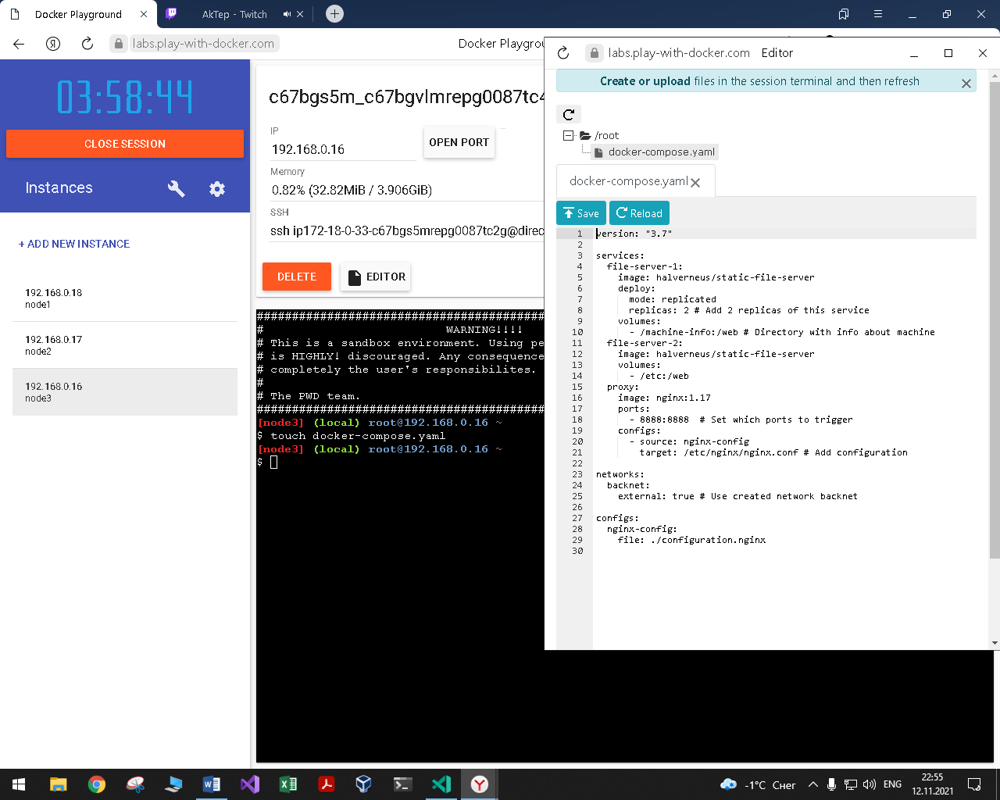 Docker Playground
AkTep - Twitch
labs.play-with-docker.com
Docker Playgrou
03:58:44
CLOSE SESSION
Instances
+ ADD NEW INSTANCE
192.168.0.18
node1
192.168.0.17
node2
192.168.0.16
node3
c67bgs5m_c67bgvlmrepg0087tc4
IP
192.168.0.16
OPEN PORT
Memory
0.82% (32.82MiB / 3.906GiB)
SSH
ssh ip172-18-0-33-c67bgs5mrepg0087tc2g@direc
DELETE
EDITOR
###############################################
# WARNING!!!!
# This is a sandbox environment. Using pe
# is HIGHLY! discouraged. Any consequence
# completely the user's responsibilites.
#
# The PWD team.
###############################################
[node3] (local) root@192.168.0.16 ~
$ touch docker-compose.yaml
[node3] (local) root@192.168.0.16 ~
$
labs.play-with-docker.com Editor
Create or upload files in the session terminal and then refresh
/root
docker-compose.yaml
docker-compose.yaml
Save
Reload
1 version: "3.7"
2
3 services:
4 file-server-1:
5 image: halverneus/static-file-server
6 deploy:
7 mode: replicated
8 replicas: 2 # Add 2 replicas of this service
9 volumes:
10 - /machine-info:/web # Directory with info about machine
11 file-server-2:
12 image: halverneus/static-file-server
13 volumes:
14 - /etc:/web
15 proxy:
16 image: nginx:1.17
17 ports:
18 - 8888:8888 # Set which ports to trigger
19 configs:
20 - source: nginx-config
21 target: /etc/nginx/nginx.conf # Add configuration
22
23 networks:
24 backnet:
25 external: true # Use created network backnet
26
27 configs:
28 nginx-config:
29 file: ./configuration.nginx
30
-1°C Снег
ENG
22:55
12.11.2021